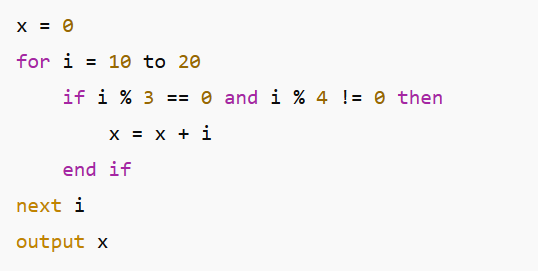 x = 0
for i = 10 to 20
    if i % 3 == 0 and i % 4 != 0 then
        x = x + i
    end if
next i
output x